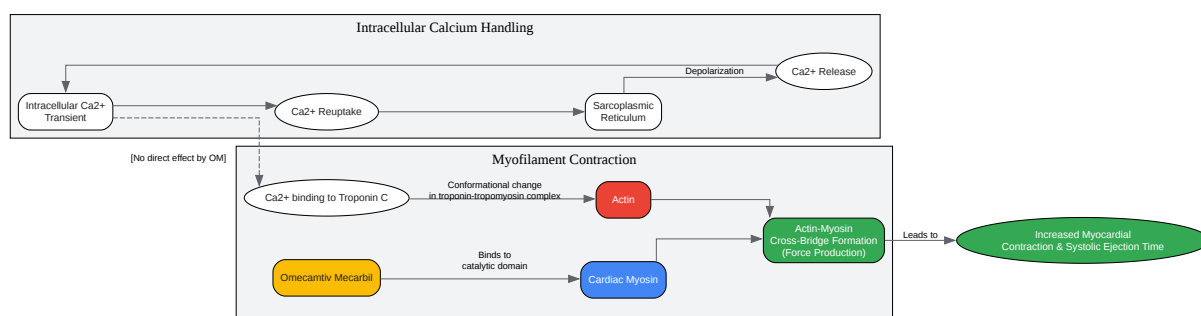 Intracellular Calcium Handling
Depolarization
Ca2+ Release
Intracellular Ca2+
Transient
Ca2+ Reuptake
Sarcoplasmic
Reticulum
[No direct effect by OM]
Myofilament Contraction
Ca2+ binding to Troponin C
Conformational change
in troponin-tropomyosin complex
Actin
Actin-Myosin
Cross-Bridge Formation
(Force Production)
Leads to
Increased Myocardial
Contraction & Systolic Ejection Time
Omecamtiv Mecarbil
Binds to
catalytic domain
Cardiac Myosin